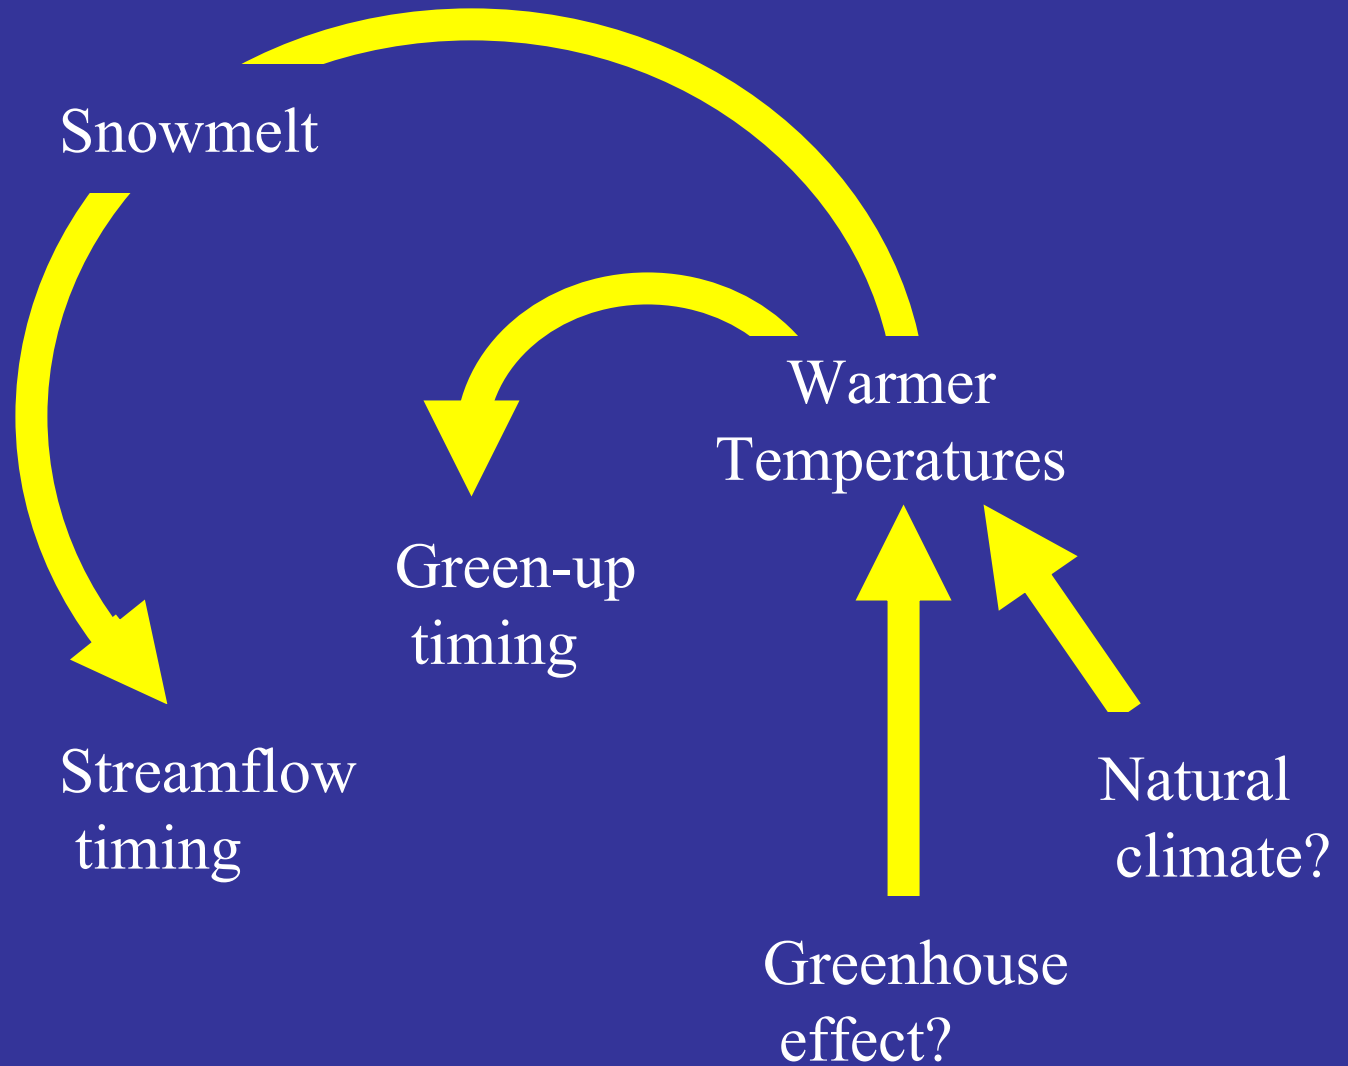 Snowmelt
Warmer
Temperatures
Green-up
timing
Streamflow
timing
Natural
climate?
Greenhouse
effect?